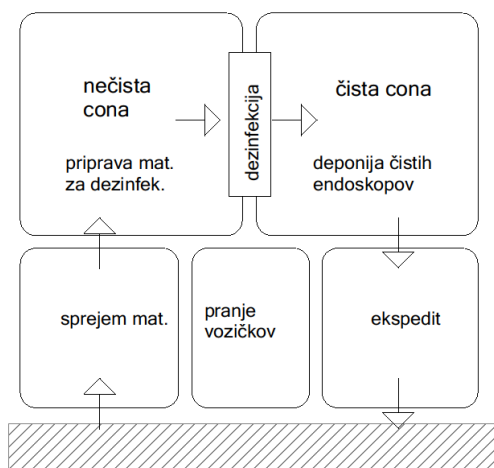 nečista
cona
priprava mat.
za dezinfek.
dezinfekcija
čista cona
deponija čistih
endoskopov
sprejem mat.
pranje
vozičkov
ekspedit